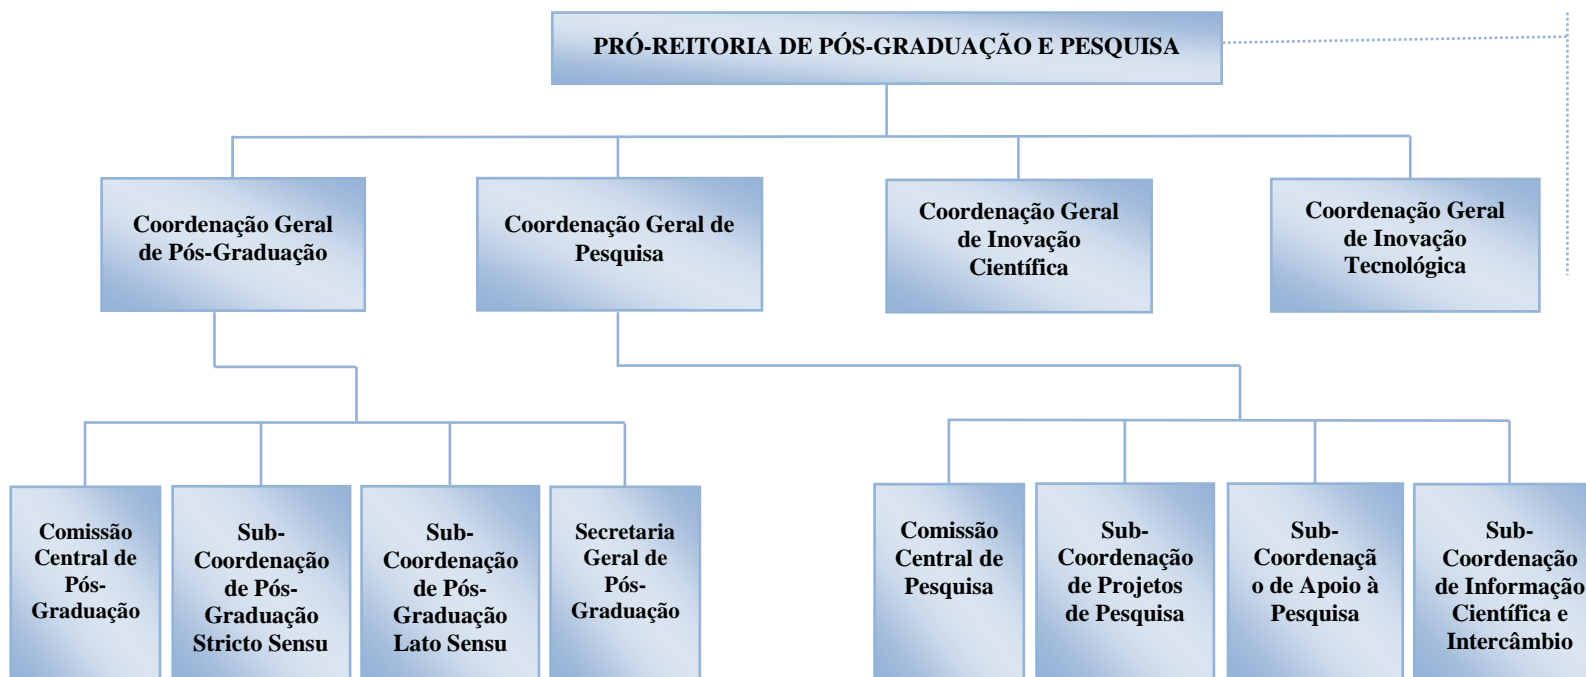 PRÓ-REITORIA DE PÓS-GRADUAÇÃO E PESQUISA
Coordenação Geral
de Pós-Graduação
Coordenação Geral de
Pesquisa
Coordenação Geral
de Inovação
Científica
Coordenação Geral
de Inovação
Tecnológica
Comissão
Central de
Pós-
Graduação
Sub-
Coordenação
de Pós-
Graduação
Stricto Sensu
Sub-
Coordenação
de Pós-
Graduação
Lato Sensu
Secretaria
Geral de
Pós-
Graduação
Comissão
Central de
de Pesquisa
Sub-
Coordenação
de Projetos
de Pesquisa
Sub-
Coordenaçã
o de Apoio à
Pesquisa
Sub-
Coordenação
de Informação
Científica e
Intercâmbio